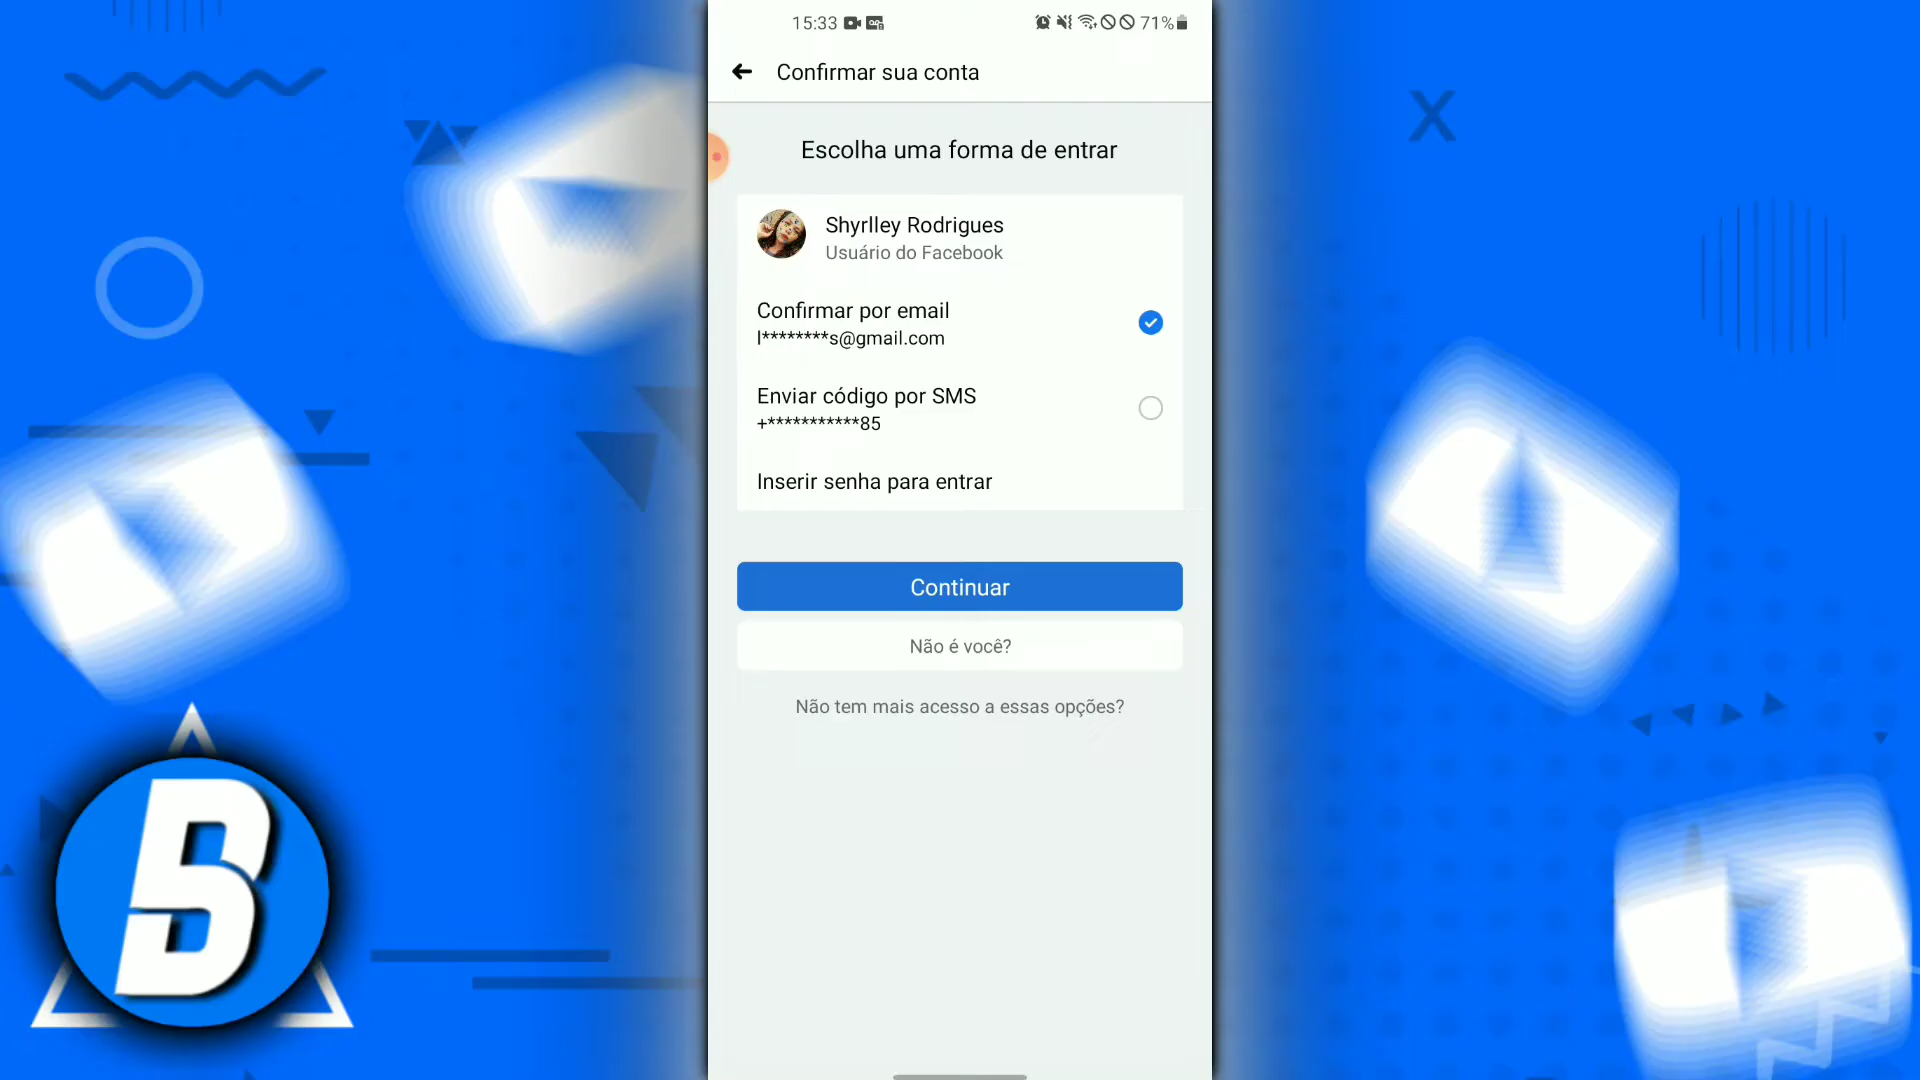 15:33
71%
Confirmar sua conta
Escolha uma forma de entrar
Shyrlley Rodrigues
Usuário do Facebook
Confirmar por email
l********s@gmail.com
Enviar código por SMS
+***********85
Inserir senha para entrar
Continuar
Não é você?
Não tem mais acesso a essas opções?
B